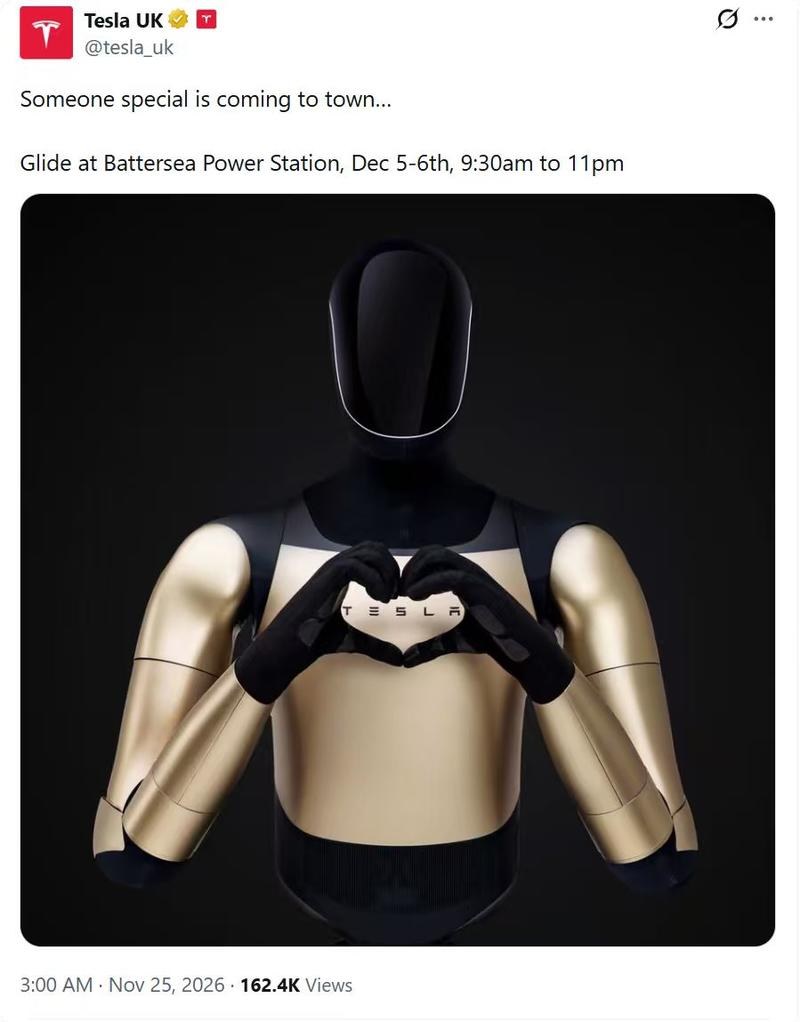 Tesla UK
@tesla_uk
Someone special is coming to town...
Glide at Battersea Power Station, Dec 5-6th, 9:30am to 11pm
TESLA
3:00 AM · Nov 25, 2026 · 162.4K Views